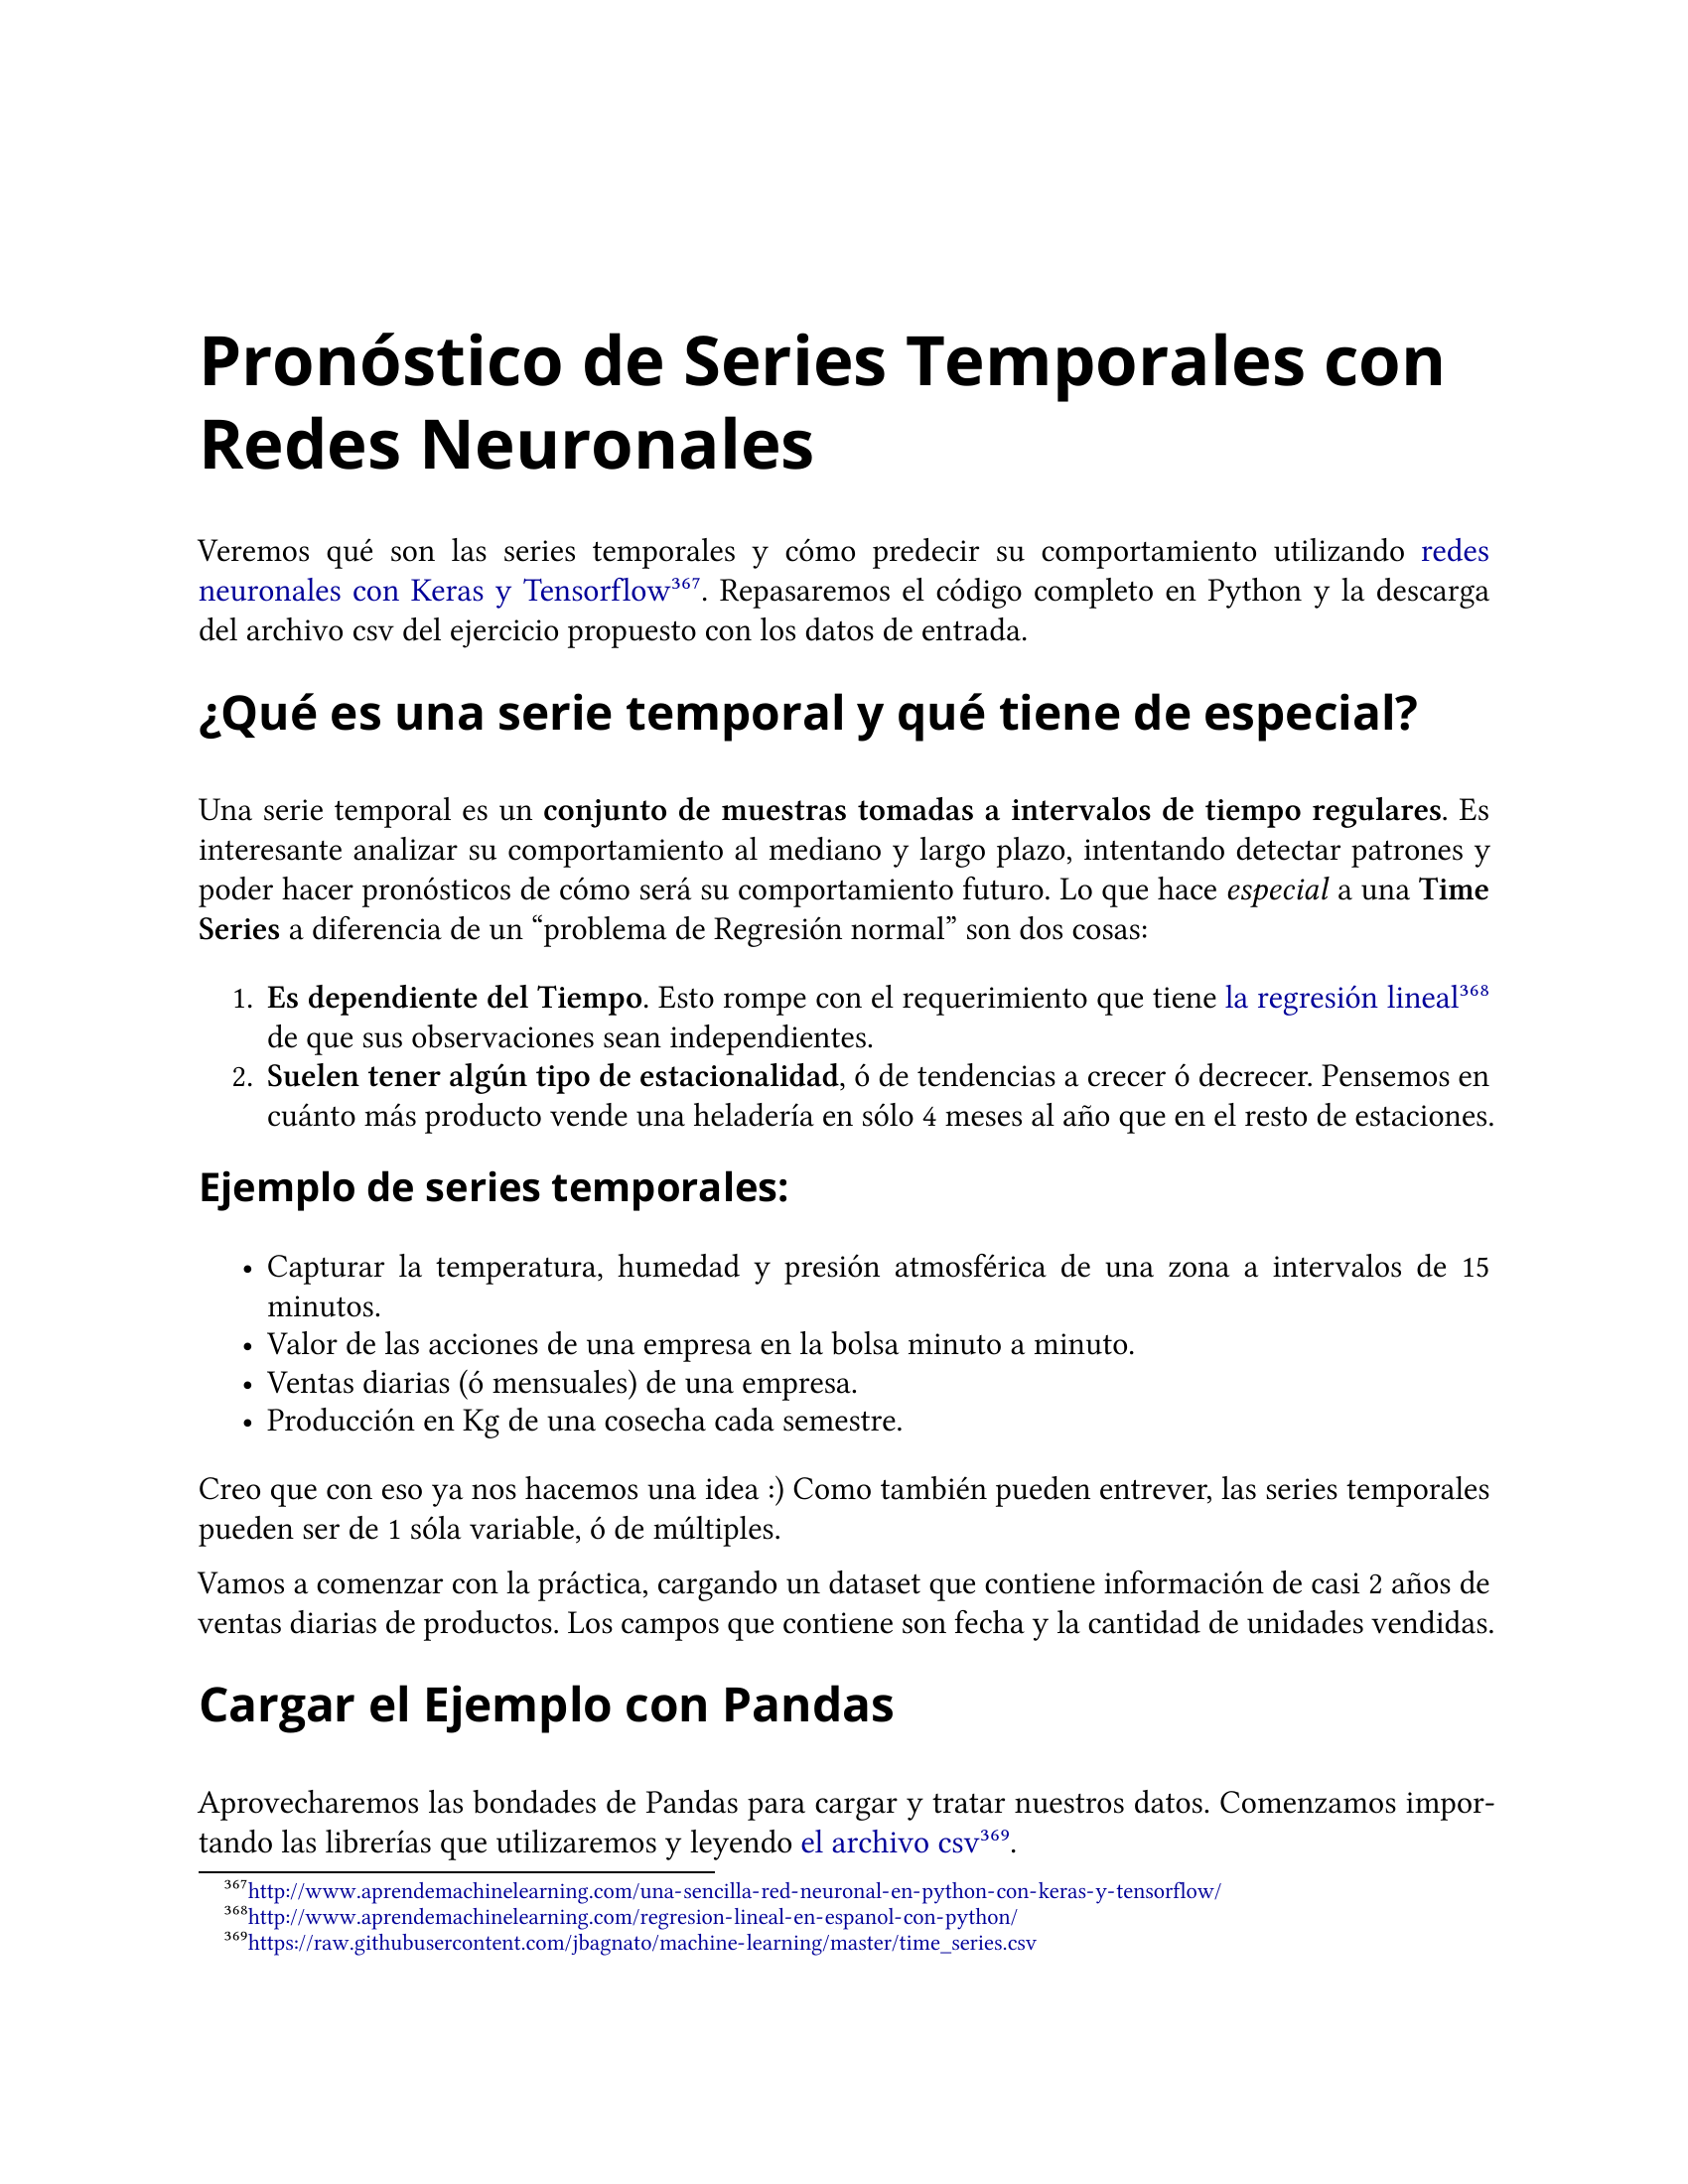 Pronóstico de Series Temporales con
Redes Neuronales
Veremos qué son las series temporales y cómo predecir su comportamiento utilizando redes
neuronales con Keras y Tensorflow³⁶⁷. Repasaremos el código completo en Python y la descarga
del archivo csv del ejercicio propuesto con los datos de entrada.
¿Qué es una serie temporal y qué tiene de especial?
Una serie temporal es un conjunto de muestras tomadas a intervalos de tiempo regulares. Es
interesante analizar su comportamiento al mediano y largo plazo, intentando detectar patrones y
poder hacer pronósticos de cómo será su comportamiento futuro. Lo que hace especial a una Time
Series a diferencia de un “problema de Regresión normal” son dos cosas:
1. Es dependiente del Tiempo. Esto rompe con el requerimiento que tiene la regresión lineal³⁶⁸
de que sus observaciones sean independientes.
2. Suelen tener algún tipo de estacionalidad, ó de tendencias a crecer ó decrecer. Pensemos en
cuánto más producto vende una heladería en sólo 4 meses al año que en el resto de estaciones.
Ejemplo de series temporales:
• Capturar la temperatura, humedad y presión atmosférica de una zona a intervalos de 15
minutos.
• Valor de las acciones de una empresa en la bolsa minuto a minuto.
• Ventas diarias (ó mensuales) de una empresa.
• Producción en Kg de una cosecha cada semestre.
Creo que con eso ya nos hacemos una idea :) Como también pueden entrever, las series temporales
pueden ser de 1 sóla variable, ó de múltiples.
Vamos a comenzar con la práctica, cargando un dataset que contiene información de casi 2 años de
ventas diarias de productos. Los campos que contiene son fecha y la cantidad de unidades vendidas.
Cargar el Ejemplo con Pandas
Aprovecharemos las bondades de Pandas para cargar y tratar nuestros datos. Comenzamos impor-
tando las librerías que utilizaremos y leyendo el archivo csv³⁶⁹.
³⁶⁷http://www.aprendemachinelearning.com/una-sencilla-red-neuronal-en-python-con-keras-y-tensorflow/
³⁶⁸http://www.aprendemachinelearning.com/regresion-lineal-en-espanol-con-python/
³⁶⁹https://raw.githubusercontent.com/jbagnato/machine-learning/master/time_series.csv